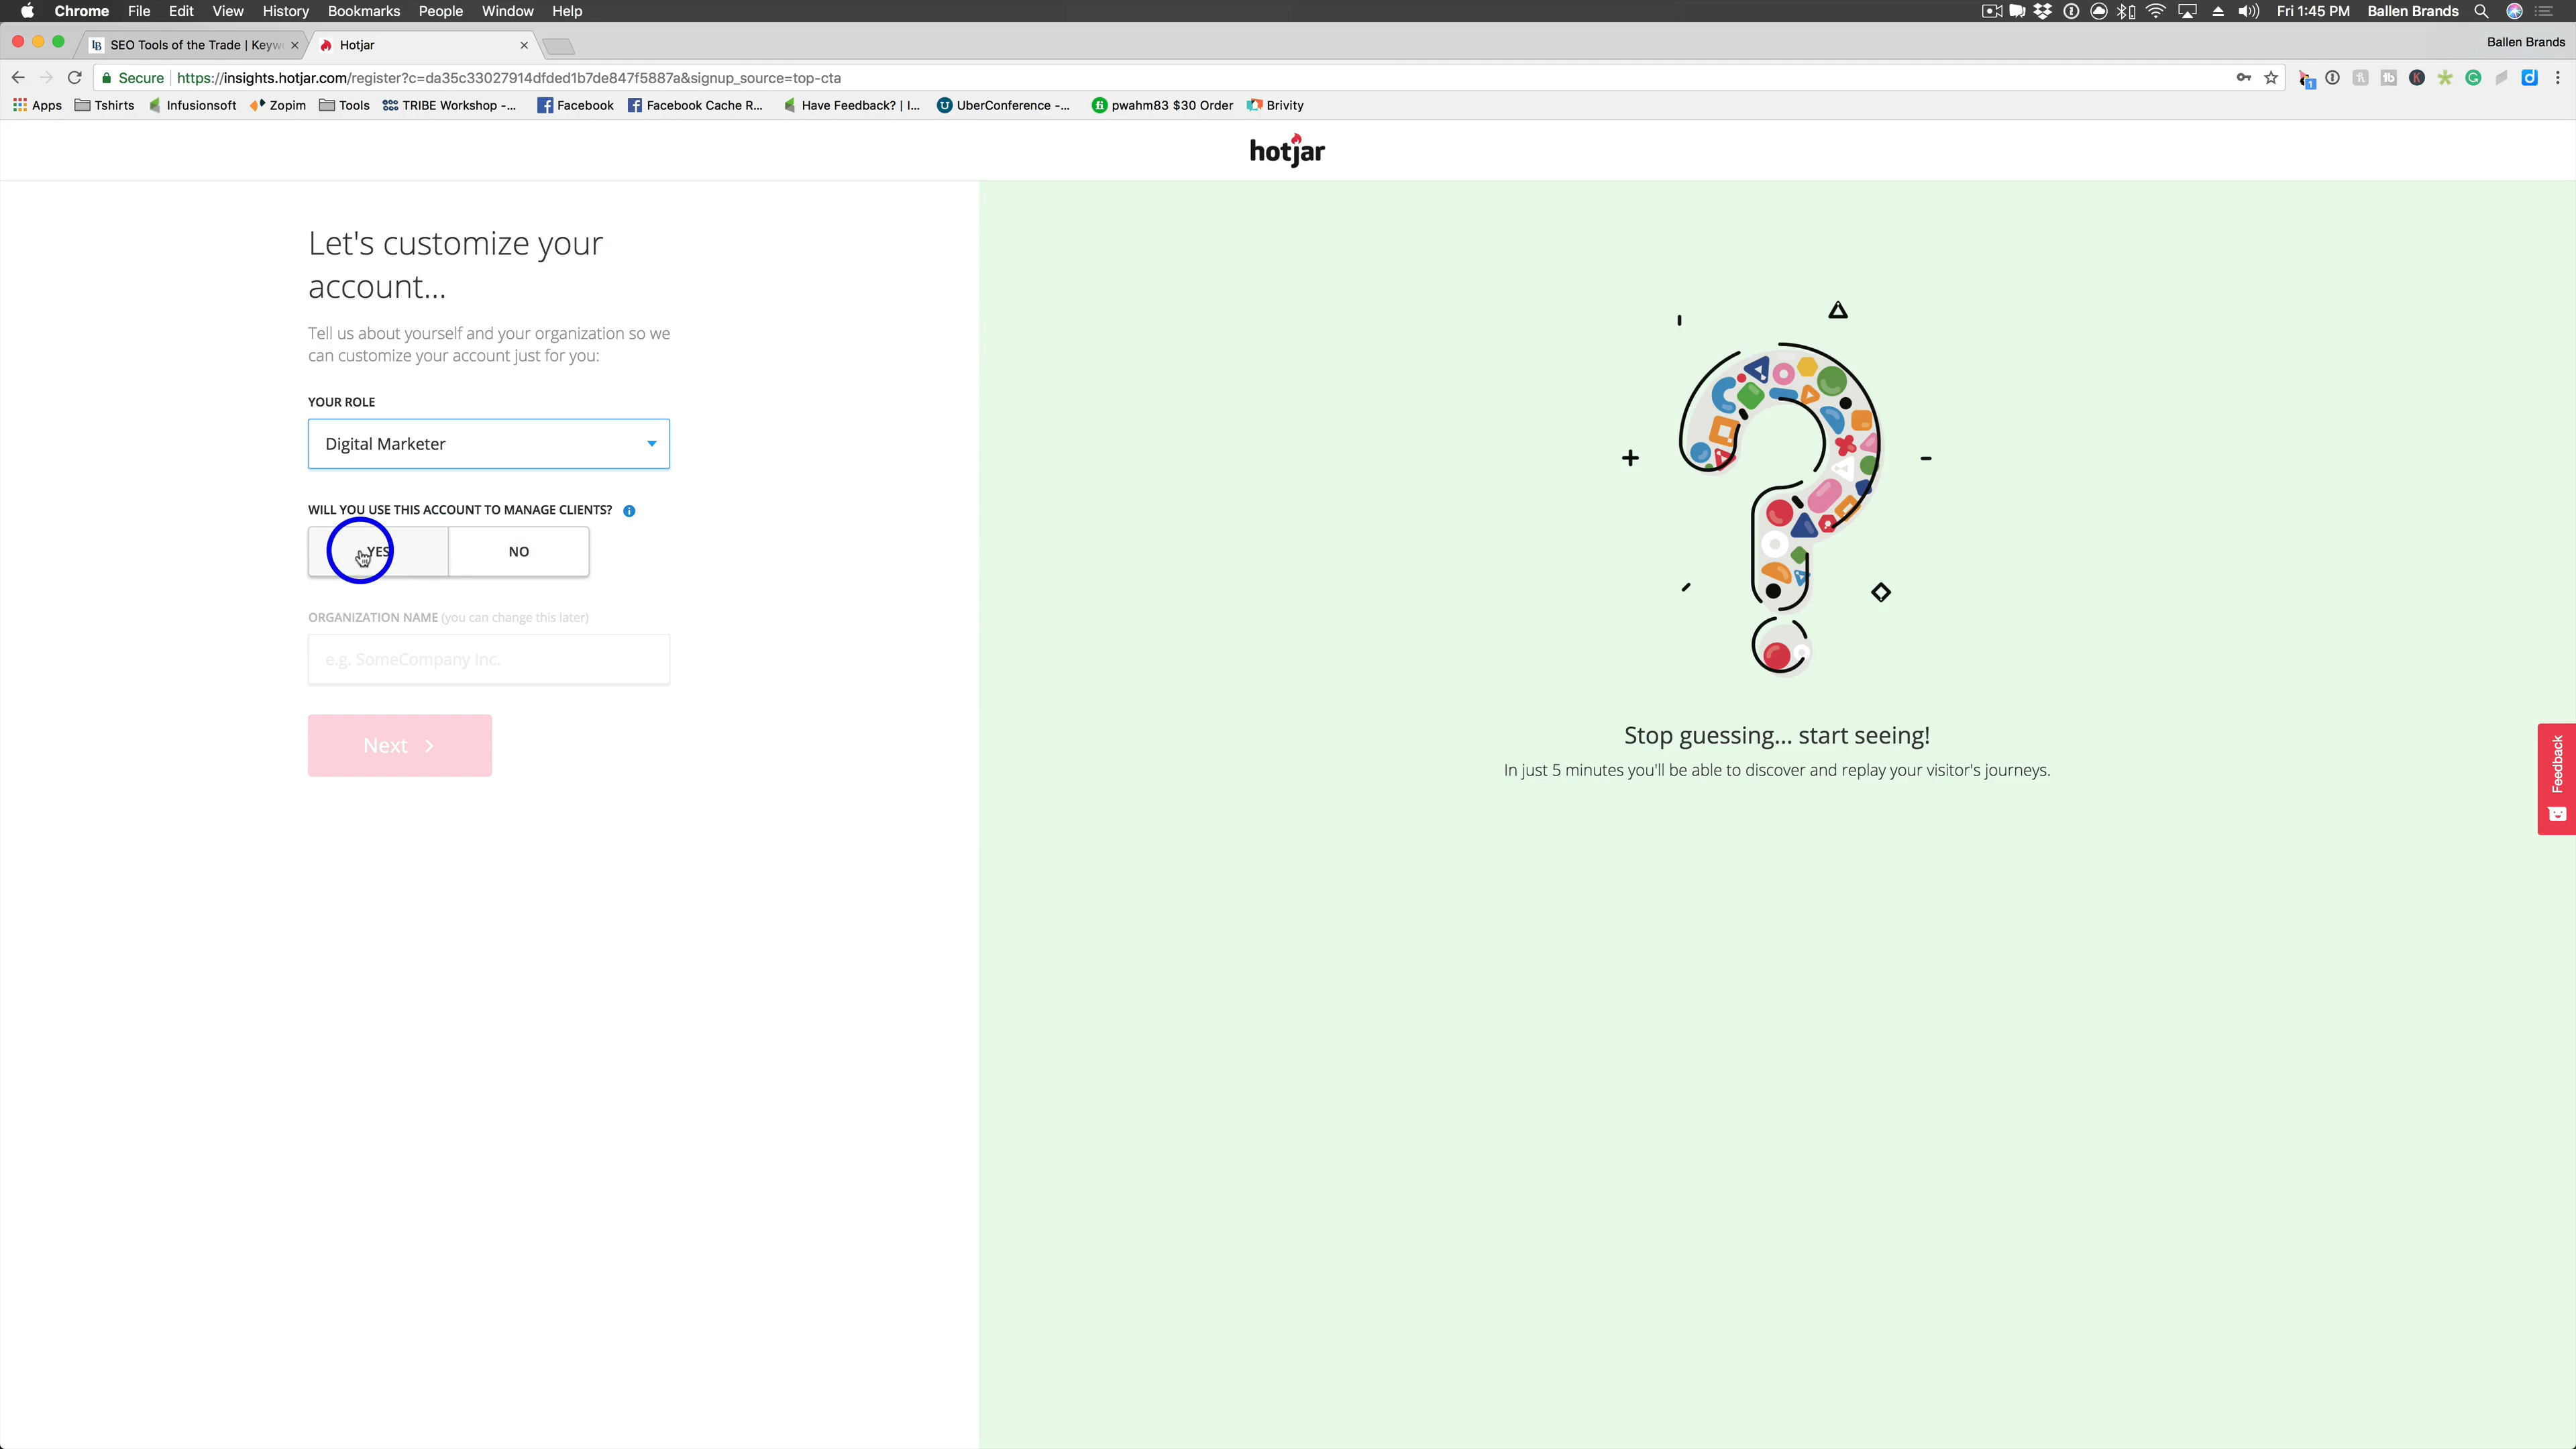 Chrome File Edit View History Bookmarks People Window Help Fri 1:45 PM Ballen Brands
SEO Tools of the Trade | Keyw Hotjar Ballen Brands
Secure https://insights.hotjar.com/register?c=da35c33027914dfded1b7de847f5887a&signup_source=top-cta
Apps Tshirts Infusionsoft Zopim Tools TRIBE Workshop -... Facebook Facebook Cache R... Have Feedback? | I... UberConference -... pwahm83 $30 Order Brivity
hotjar
Let's customize your
account...
Tell us about yourself and your organization so we
can customize your account just for you:
YOUR ROLE
Digital Marketer
WILL YOU USE THIS ACCOUNT TO MANAGE CLIENTS?
YES NO
ORGANIZATION NAME (you can change this later)
e.g. SomeCompany Inc.
Next
Stop guessing... start seeing!
In just 5 minutes you'll be able to discover and replay your visitor's journeys.
Feedback